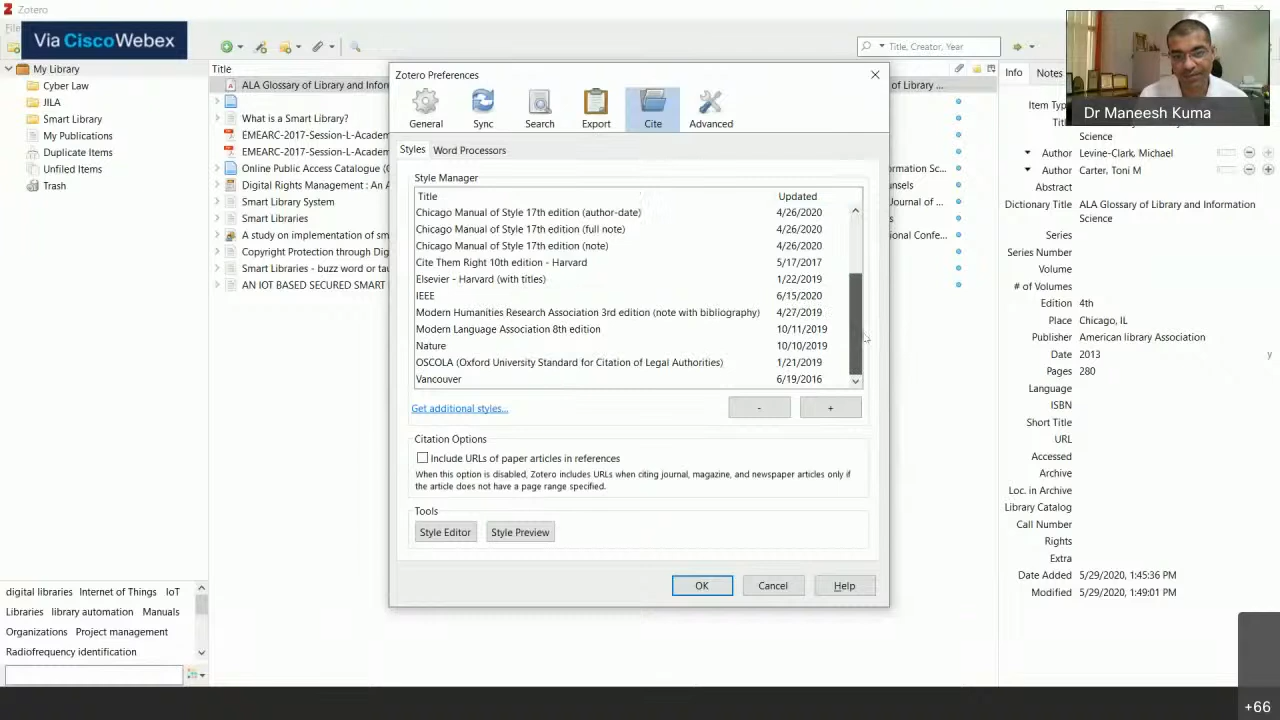 Zotero
Via CiscoWebex
Title, Creator, Year
My Library
Cyber Law
JILA
Smart Library
My Publications
Duplicate Items
Unfiled Items
Trash
Title
ALA Glossary of Library and Infor
of Library ...
What is a Smart Library?
EMEARC-2017-Session-L-Academ
EMEARC-2017-Session-L-Academ
Online Public Access Catalogue (
ormation Sc...
Digital Rights Management : An A
nsels
Smart Library System
Journal of ...
Smart Libraries
A study on implementation of sm
ional Confe...
Copyright Protection through Dig
Smart Libraries - buzz word or tau
AN IOT BASED SECURED SMART
Zotero Preferences
General Sync Search Export Cite Advanced
Styles Word Processors
Style Manager
Title Updated
Chicago Manual of Style 17th edition (author-date) 4/26/2020
Chicago Manual of Style 17th edition (full note) 4/26/2020
Chicago Manual of Style 17th edition (note) 4/26/2020
Cite Them Right 10th edition - Harvard 5/17/2017
Elsevier - Harvard (with titles) 1/22/2019
IEEE 6/15/2020
Modern Humanities Research Association 3rd edition (note with bibliography) 4/27/2019
Modern Language Association 8th edition 10/11/2019
Nature 10/10/2019
OSCOLA (Oxford University Standard for Citation of Legal Authorities) 1/21/2019
Vancouver 6/19/2016
Get additional styles... - +
Citation Options
Include URLs of paper articles in references
When this option is disabled, Zotero includes URLs when citing journal, magazine, and newspaper articles only if
the article does not have a page range specified.
Tools
Style Editor Style Preview
OK Cancel Help
Info Notes
Dr Maneesh Kuma
Item Typ
Titl
Science
Author Levine-Clark, Michael
Author Carter, Toni M
Abstract
Dictionary Title ALA Glossary of Library and Information
Science
Series
Series Number
Volume
# of Volumes
Edition 4th
Place Chicago, IL
Publisher American library Association
Date 2013 y
Pages 280
Language
ISBN
Short Title
URL
Accessed
Archive
Loc. in Archive
Library Catalog
Call Number
Rights
Extra
Date Added 5/29/2020, 1:45:36 PM
Modified 5/29/2020, 1:49:01 PM
digital libraries Internet of Things IoT
Libraries library automation Manuals
Organizations Project management
Radiofrequency identification
+66